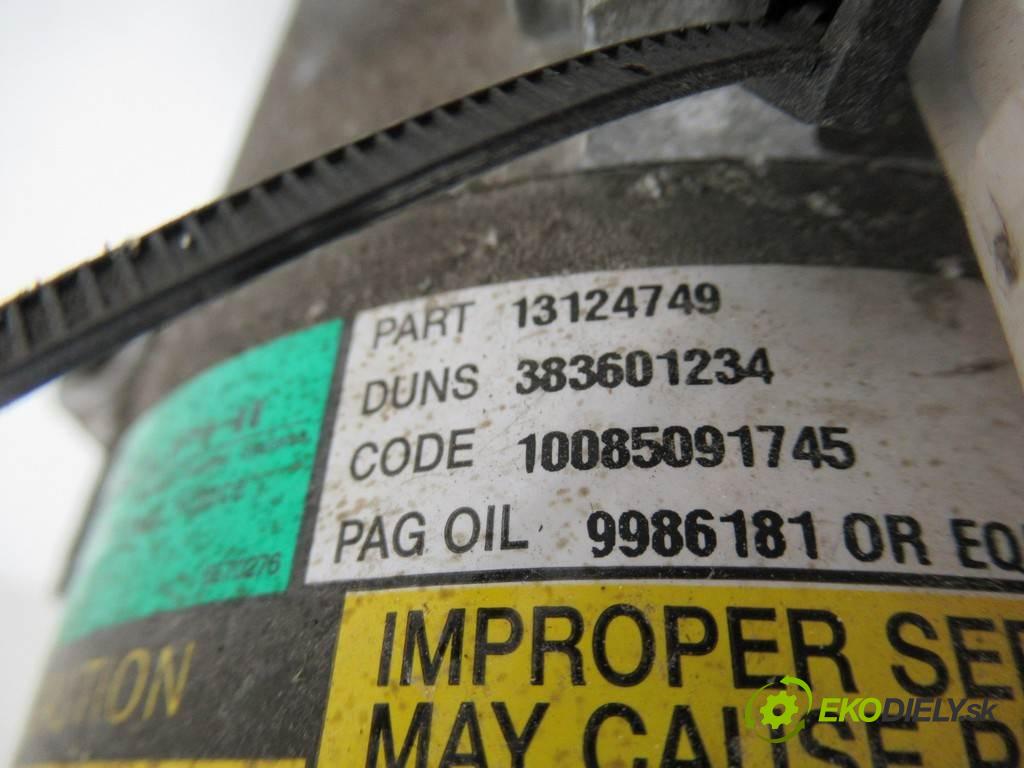 PART 13124749
DUNS 383601234
CODE 10085091745
PAG OIL 9986181 OR EQ
IMPROPER SE
MAY CAUSE
EKODIELY.sk